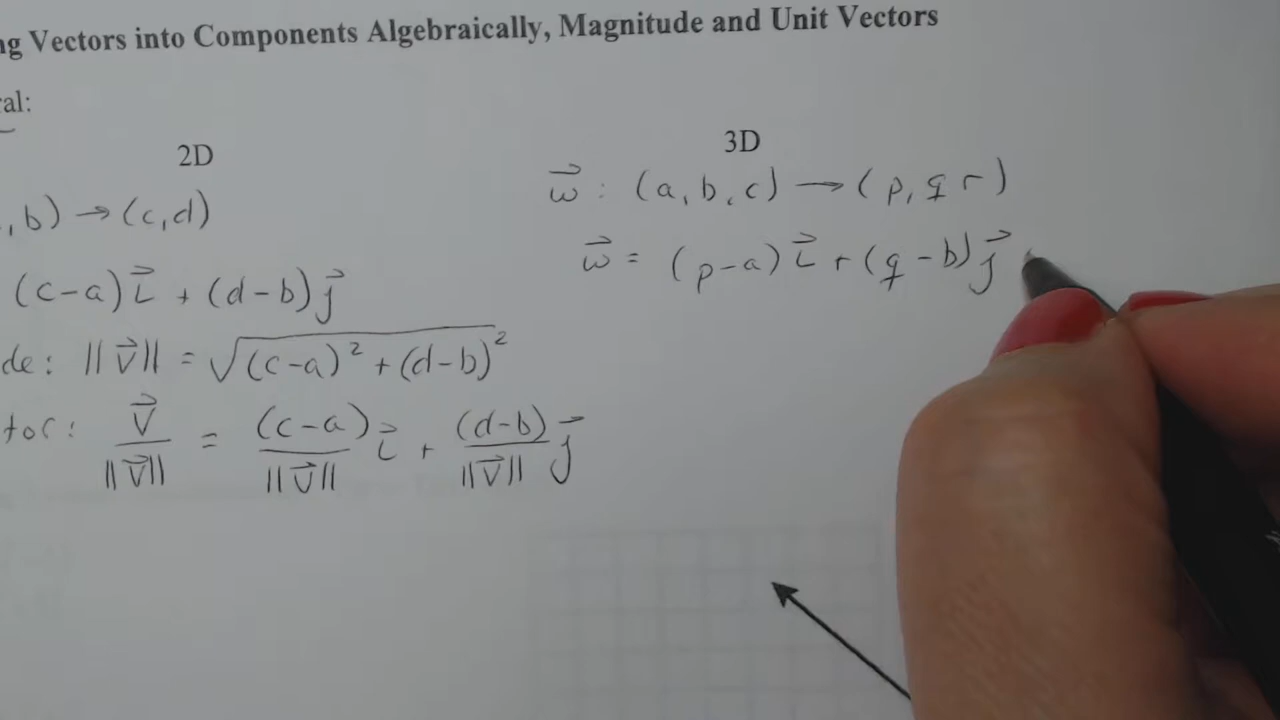 ng Vectors into Components Algebraically, Magnitude and Unit Vectors
al:
2D
, b) → (c, d)
(c-a)i⃗ + (d-b)j⃗
de: ||v⃗|| = √((c-a)² + (d-b)²)
tor: v⃗/||v⃗|| = (c-a)/||v⃗|| i⃗ + (d-b)/||v⃗|| j⃗
3D
w⃗ : (a, b, c) → (p, q r)
w⃗ = (p-a) i⃗ + (q-b) j⃗